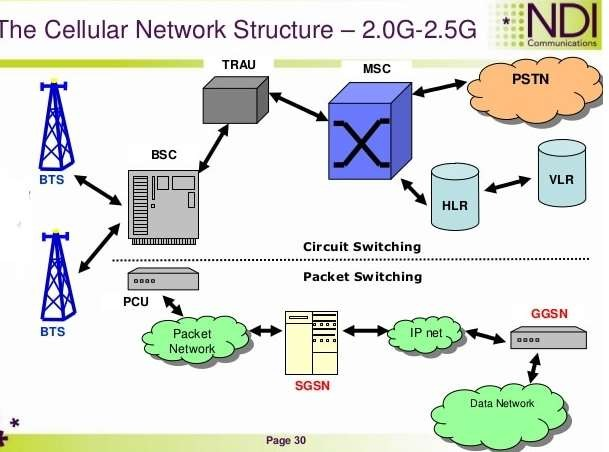 The Cellular Network Structure – 2.0G-2.5G
* NDI
Communications
TRAU
MSC
PSTN
BSC
BTS
VLR
HLR
Circuit Switching
Packet Switching
PCU
BTS
Packet
Network
SGSN
IP net
GGSN
Data Network
Page 30